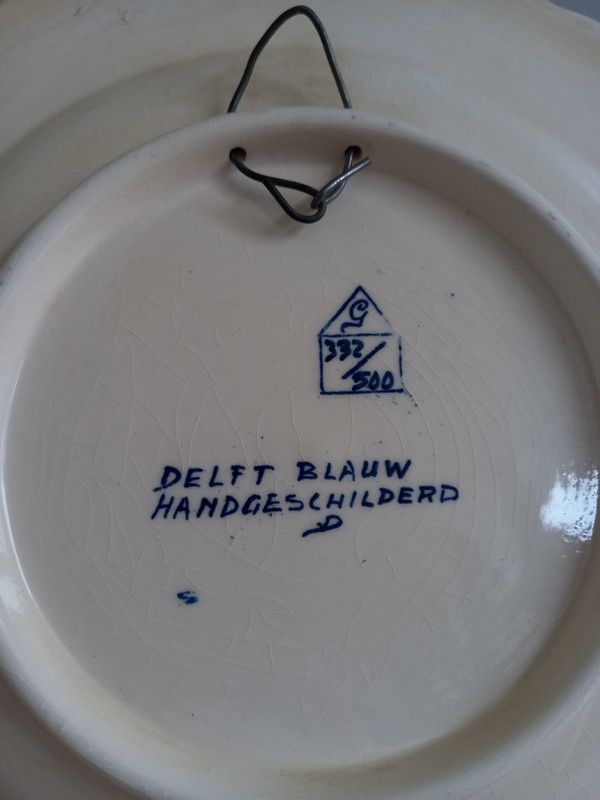 G
332/500
DELFT BLAUW
HANDGESCHILDERD
D
S